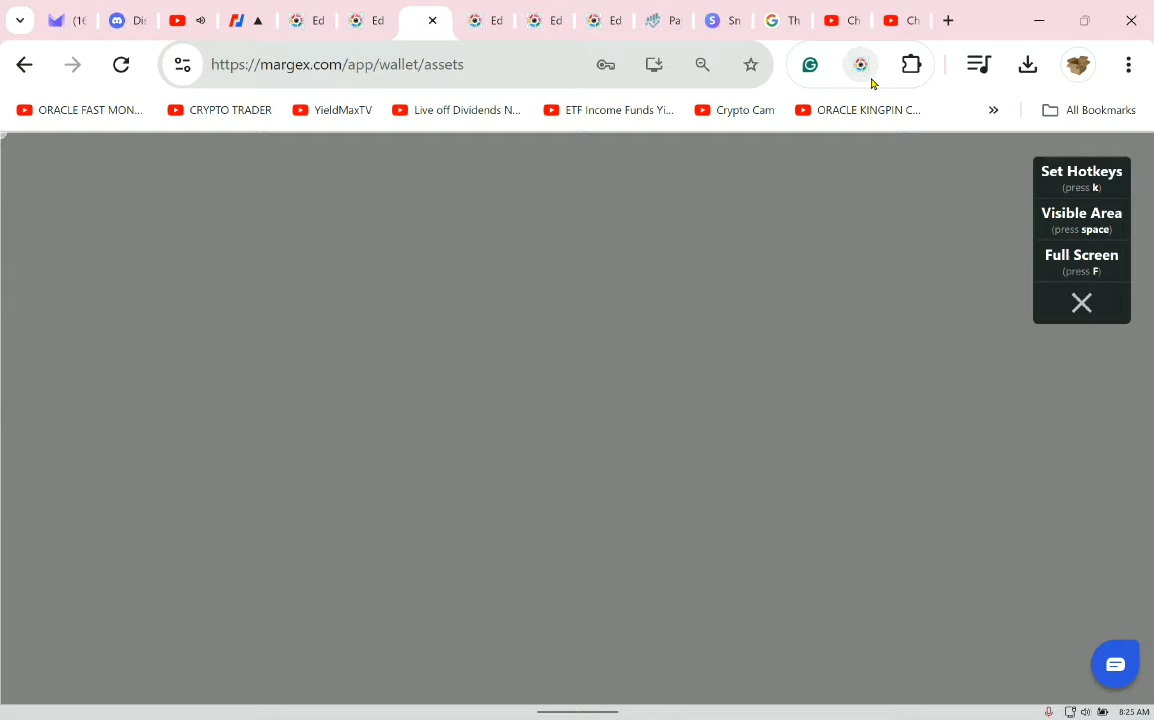 (1€
Dis
Ed
Ed
Ed
Ed
Ed
Pa
Sn
Th
Ch
Ch
https://margex.com/app/wallet/assets
ORACLE FAST MON...
CRYPTO TRADER
YieldMaxTV
Live off Dividends N...
ETF Income Funds Yi...
Crypto Cam
ORACLE KINGPIN C...
»
All Bookmarks
Set Hotkeys
(press k)
Visible Area
(press space)
Full Screen
(press F)
8:25 AM